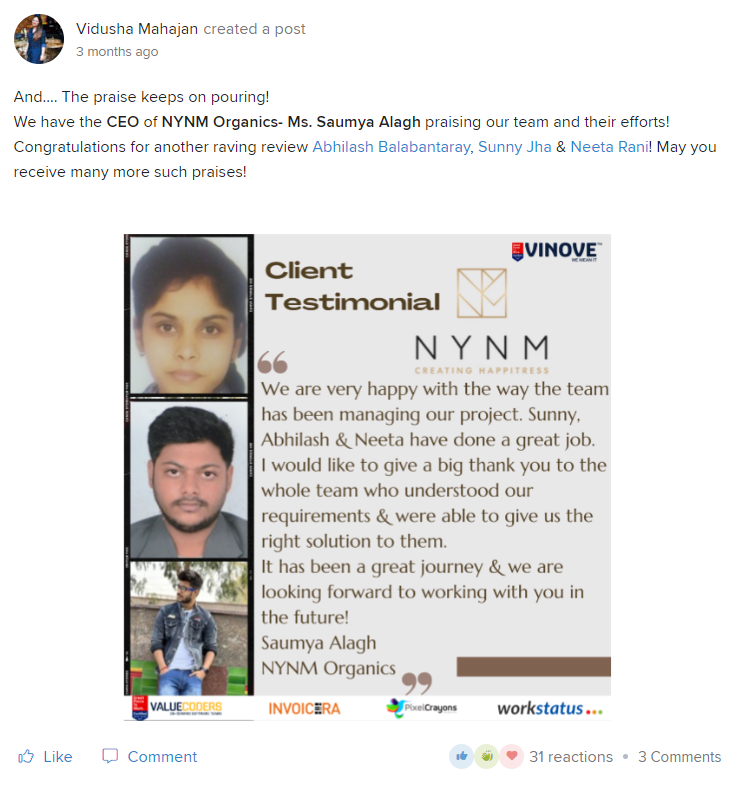 Vidusha Mahajan created a post
3 months ago
And.... The praise keeps on pouring!
We have the CEO of NYNM Organics- Ms. Saumya Alagh praising our team and their efforts!
Congratulations for another raving review Abhilash Balabantaray, Sunny Jha & Neeta Rani! May you
receive many more such praises!
VINOVE™
WE MEAN IT
Client
Testimonial
NYNM
CREATING HAPPITRESS
“
We are very happy with the way the team
has been managing our project. Sunny,
Abhilash & Neeta have done a great job.
I would like to give a big thank you to the
whole team who understood our
requirements & were able to give us the
right solution to them.
It has been a great journey & we are
looking forward to working with you in
the future!
Saumya Alagh
NYNM Organics
”
VALUECODERS
INVOICERA
PixelCrayons
workstatus...
Like
Comment
31 reactions • 3 Comments